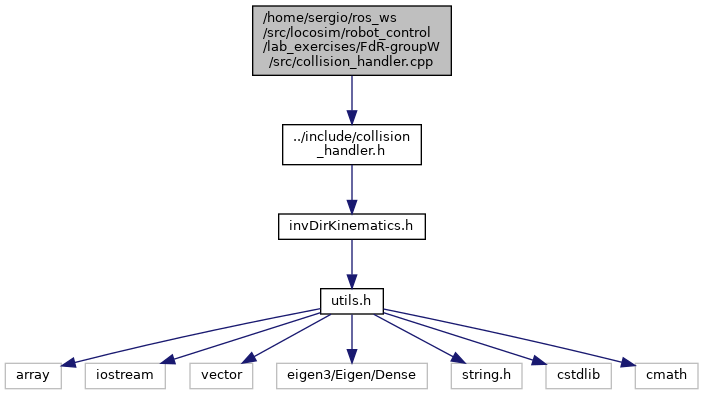 /home/sergio/ros_ws
/src/locosim/robot_control
/lab_exercises/FdR-groupW
/src/collision_handler.cpp
../include/collision
_handler.h
invDirKinematics.h
utils.h
array
iostream
vector
eigen3/Eigen/Dense
string.h
cstdlib
cmath